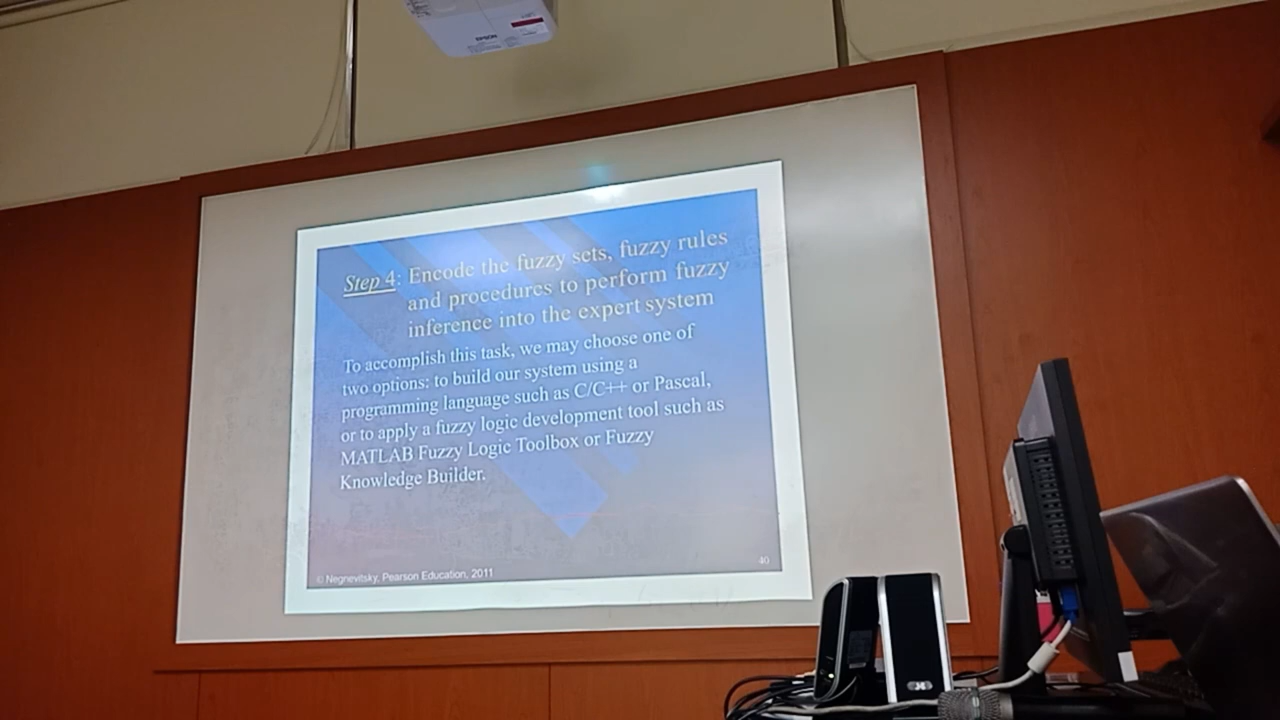 EPSON
Step 4: Encode the fuzzy sets, fuzzy rules
and procedures to perform fuzzy
inference into the expert system
To accomplish this task, we may choose one of
two options: to build our system using a
programming language such as C/C++ or Pascal,
or to apply a fuzzy logic development tool such as
MATLAB Fuzzy Logic Toolbox or Fuzzy
Knowledge Builder.
© Negnevitsky, Pearson Education, 2011
40